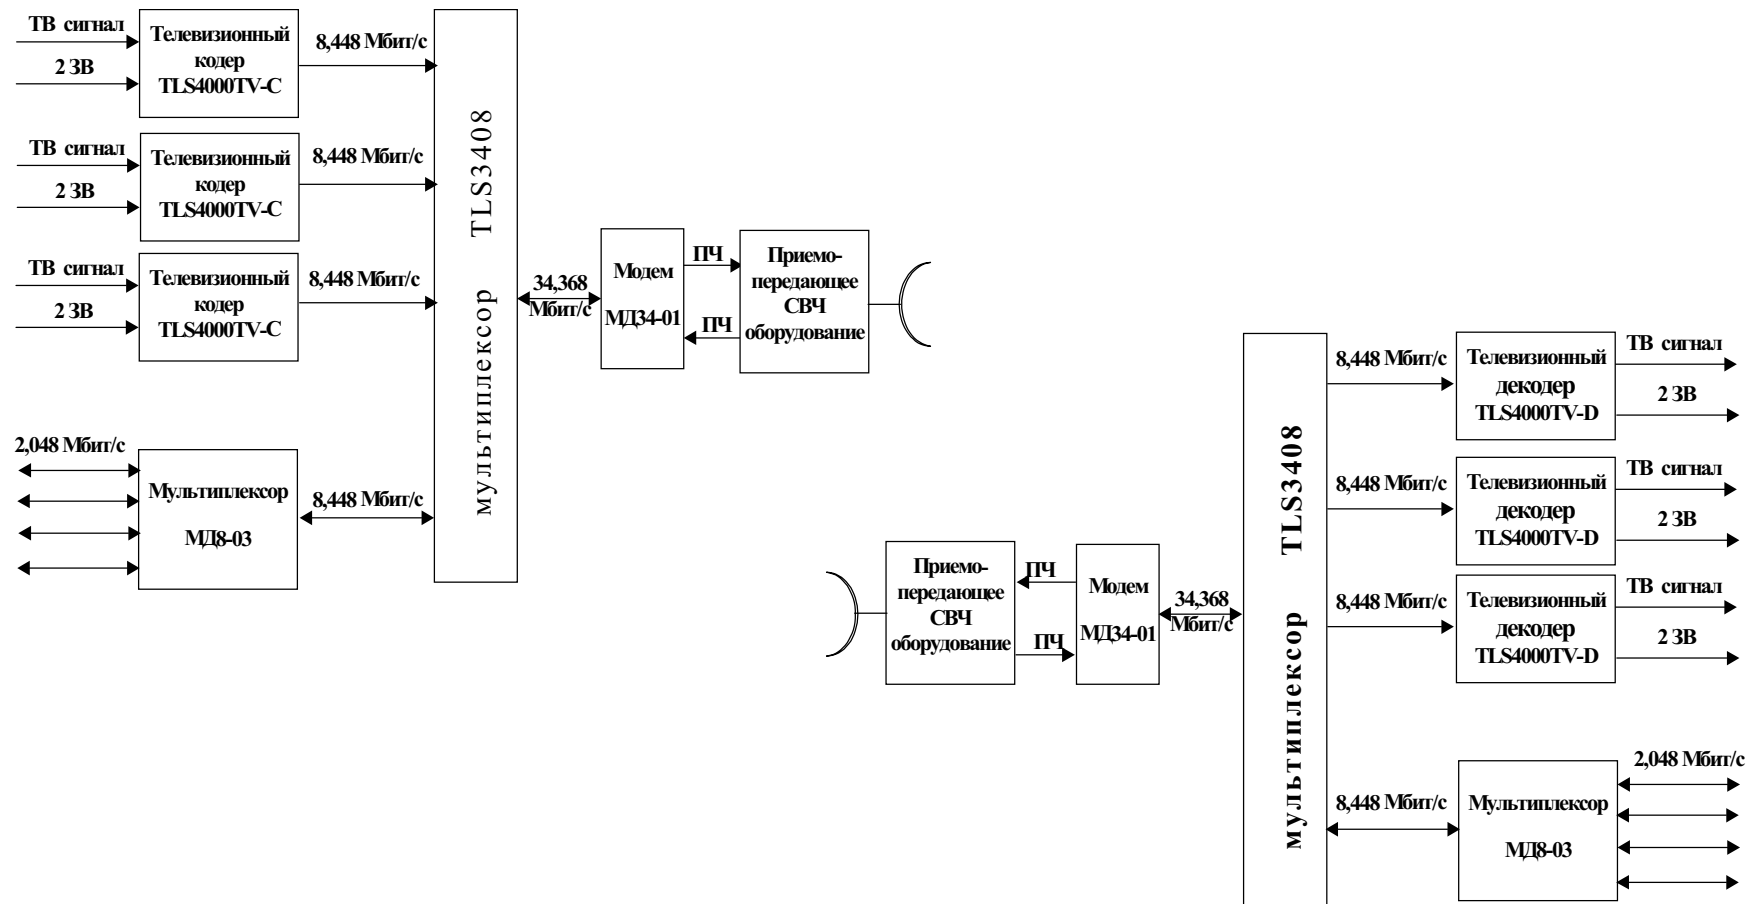 ТВ сигнал
2 ЗВ
Телевизионный
кодер
TLS4000TV-C
8,448 Мбит/с
ТВ сигнал
2 ЗВ
Телевизионный
кодер
TLS4000TV-C
8,448 Мбит/с
ТВ сигнал
2 ЗВ
Телевизионный
кодер
TLS4000TV-C
8,448 Мбит/с
2,048 Мбит/с
Мультиплексор
МД8-03
8,448 Мбит/с
мультиплексор TLS3408
34,368
Мбит/с
Модем
МД34-01
ПЧ
ПЧ
Приемо-
передающее
СВЧ
оборудование
Приемо-
передающее
СВЧ
оборудование
ПЧ
ПЧ
Модем
МД34-01
34,368
Мбит/с
мультиплексор TLS3408
8,448 Мбит/с
Телевизионный
декодер
TLS4000TV-D
ТВ сигнал
2 ЗВ
8,448 Мбит/с
Телевизионный
декодер
TLS4000TV-D
ТВ сигнал
2 ЗВ
8,448 Мбит/с
Телевизионный
декодер
TLS4000TV-D
ТВ сигнал
2 ЗВ
8,448 Мбит/с
Мультиплексор
МД8-03
2,048 Мбит/с